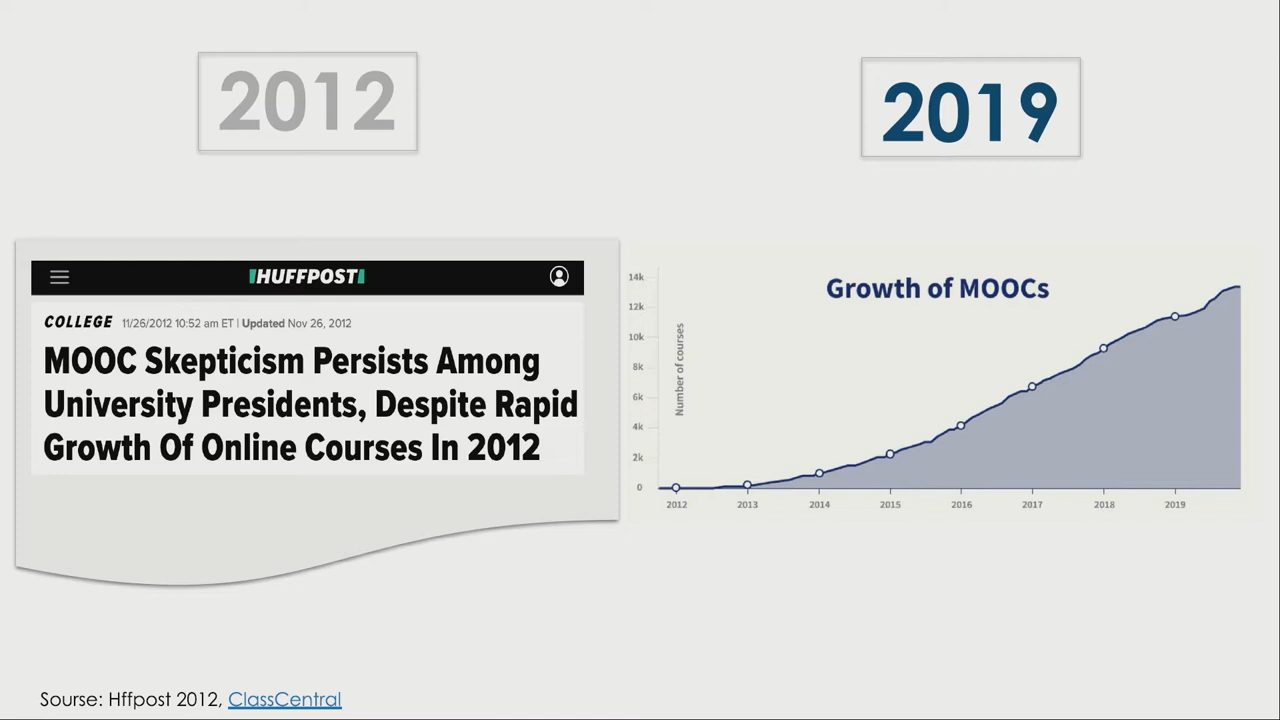 2012
2019
HUFFPOST
COLLEGE 11/26/2012 10:52 am ET | Updated Nov 26, 2012
MOOC Skepticism Persists Among
University Presidents, Despite Rapid
Growth Of Online Courses In 2012
Growth of MOOCs
Number of courses
14k
12k
10k
8k
6k
4k
2k
0
2012 2013 2014 2015 2016 2017 2018 2019
Sourse: Hffpost 2012, ClassCentral